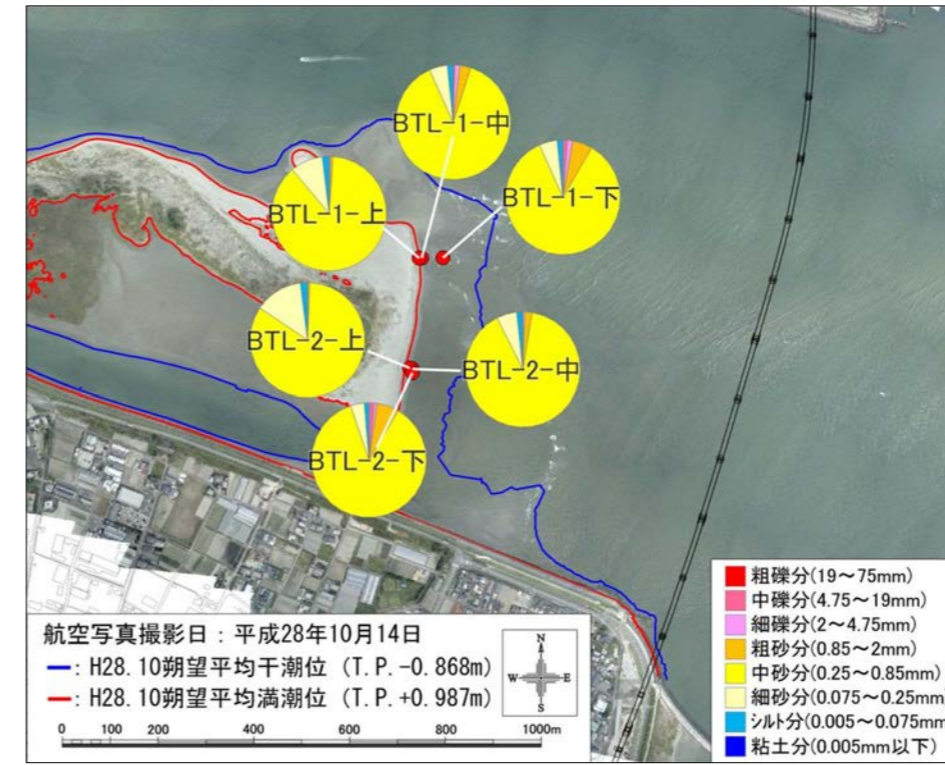 BTL-1-中
BTL-1-下
BTL-1-上
BTL-2-上
BTL-2-中
BTL-2-下
航空写真撮影日：平成28年10月14日
：H28.10朔望平均干潮位（T.P.-0.868m）
：H28.10朔望平均満潮位（T.P.+0.987m）
N
W E
S
0 200 400 600 800 1000m
粗礫分(19～75mm)
中礫分(4.75～19mm)
細礫分(2～4.75mm)
粗砂分(0.85～2mm)
中砂分(0.25～0.85mm)
細砂分(0.075～0.25mm
シルト分(0.005～0.075mm
粘土分(0.005mm以下)